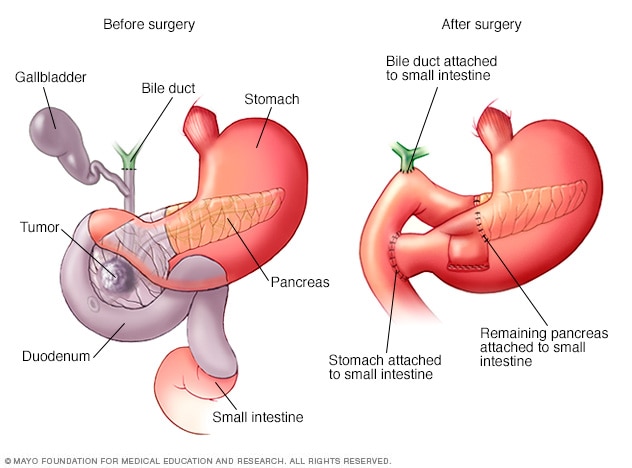 Before surgery
After surgery
Gallbladder
Bile duct
Stomach
Tumor
Pancreas
Duodenum
Small intestine
Bile duct attached
to small intestine
Stomach attached
to small intestine
Remaining pancreas
attached to small
intestine
© MAYO FOUNDATION FOR MEDICAL EDUCATION AND RESEARCH. ALL RIGHTS RESERVED.